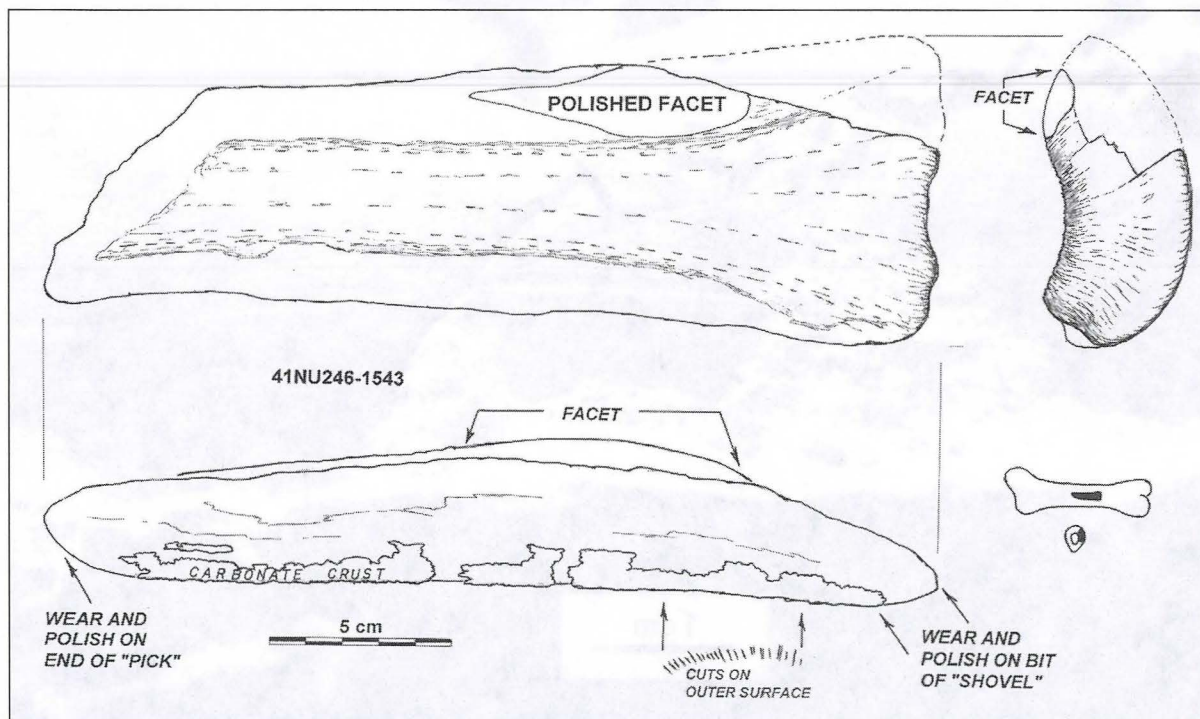 POLISHED FACET
FACET
41NU246-1543
FACET
CARBONATE CRUST
WEAR AND
POLISH ON
END OF "PICK"
5 cm
CUTS ON
OUTER SURFACE
WEAR AND
POLISH ON BIT
OF "SHOVEL"